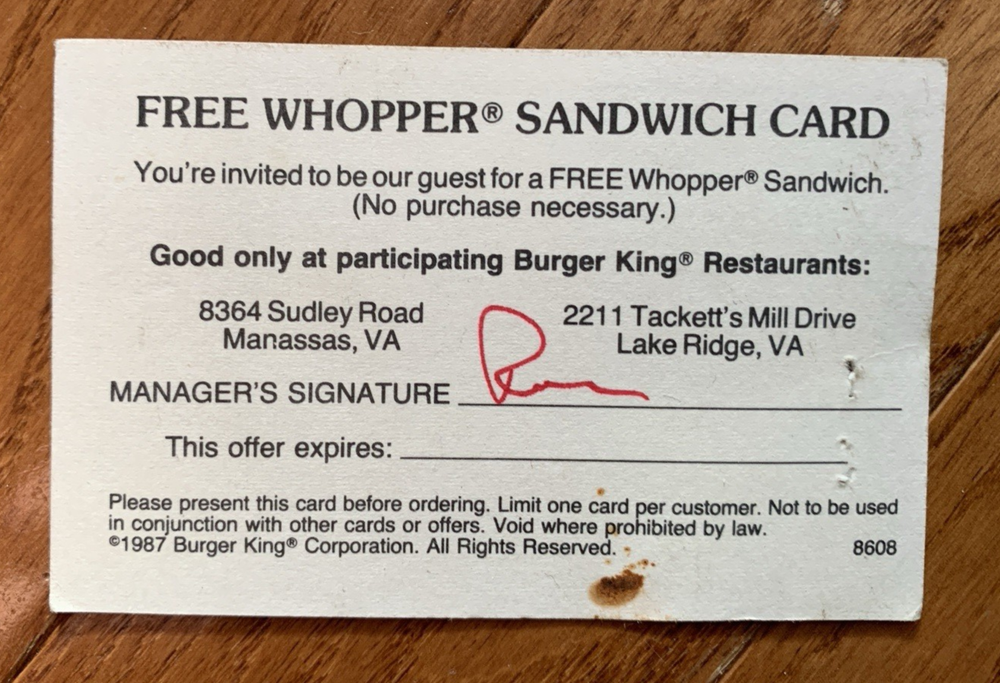 FREE WHOPPER® SANDWICH CARD
You're invited to be our guest for a FREE Whopper® Sandwich.
(No purchase necessary.)
Good only at participating Burger King® Restaurants:
8364 Sudley Road
Manassas, VA
2211 Tackett's Mill Drive
Lake Ridge, VA
MANAGER'S SIGNATURE
This offer expires:
Please present this card before ordering. Limit one card per customer. Not to be used
in conjunction with other cards or offers. Void where prohibited by law.
©1987 Burger King® Corporation. All Rights Reserved.
8608